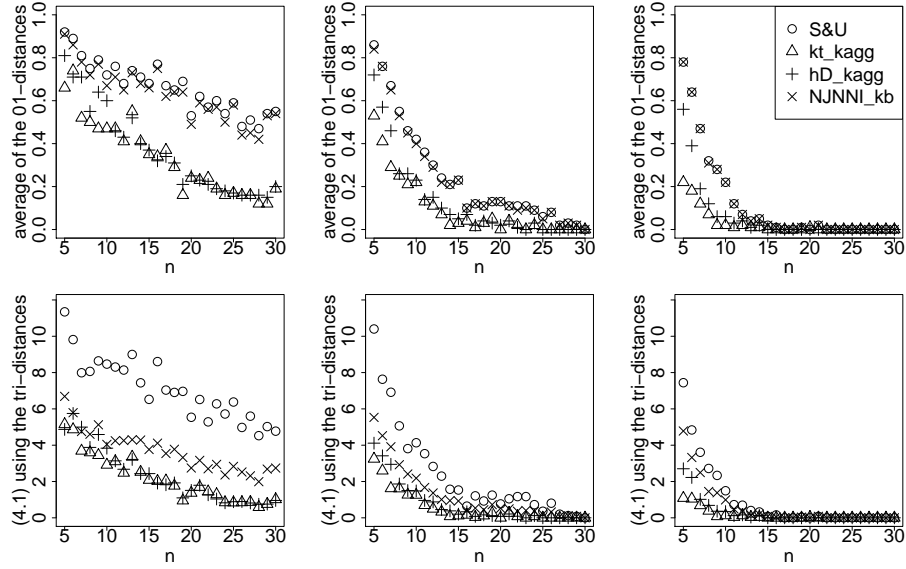 average of the 01-distances
0.0 0.2 0.4 0.6 0.8 1.0
5 10 15 20 25 30
n
0.0 0.2 0.4 0.6 0.8 1.0
5 10 15 20 25 30
n
average of the 01-distances
0.0 0.2 0.4 0.6 0.8 1.0
5 10 15 20 25 30
n
average of the 01-distances
S&U
kt_kagg
hD_kagg
NJNNI_kb
(4.1) using the tri-distances
0 2 4 6 8 10
5 10 15 20 25 30
n
(4.1) using the tri-distances
0 2 4 6 8 10
5 10 15 20 25 30
n
(4.1) using the tri-distances
0 2 4 6 8 10
5 10 15 20 25 30
n